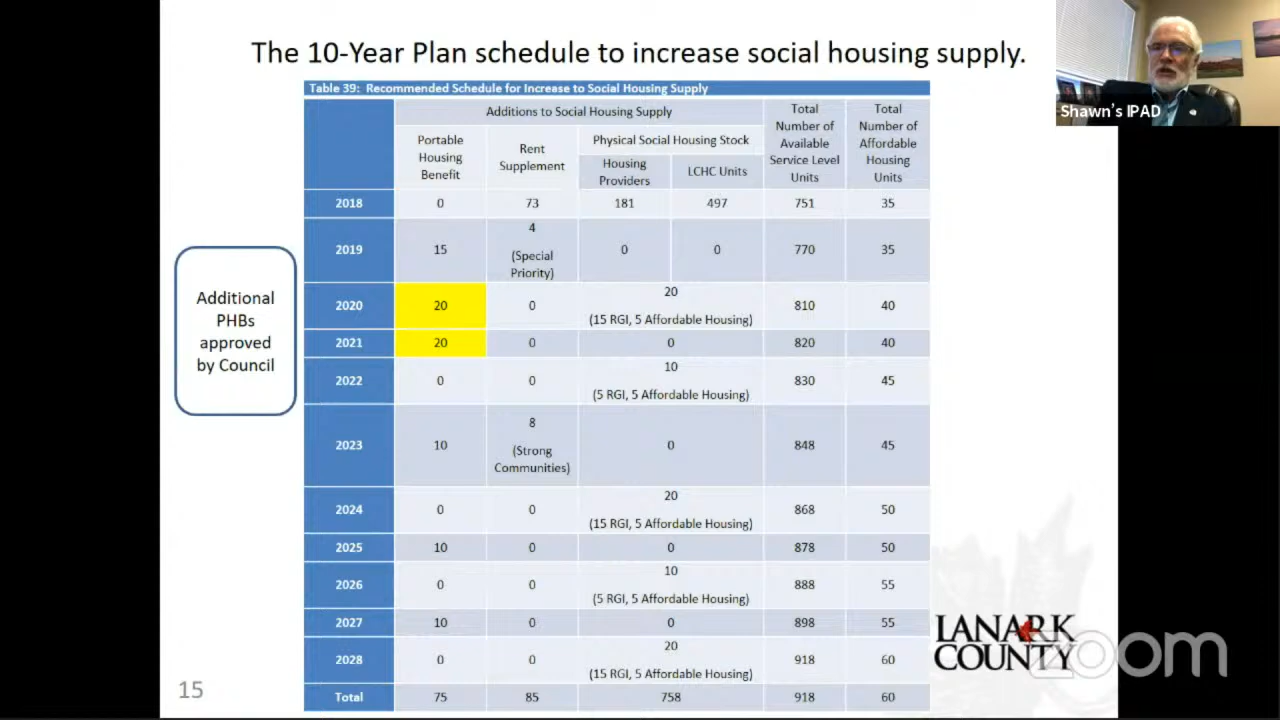 The 10-Year Plan schedule to increase social housing supply.
Shawn's IPAD
Table 39: Recommended Schedule for Increase to Social Housing Supply
Additions to Social Housing Supply
Total Number of Available Service Level Units
Total Number of Affordable Housing Units
Portable Housing Benefit
Rent Supplement
Physical Social Housing Stock
Housing Providers
LCHC Units
2018 0 73 181 497 751 35
2019 15 4 (Special Priority) 0 0 770 35
2020 20 0 20 (15 RGI, 5 Affordable Housing) 810 40
2021 20 0 0 820 40
2022 0 0 10 (5 RGI, 5 Affordable Housing) 830 45
2023 10 8 (Strong Communities) 0 848 45
2024 0 0 20 (15 RGI, 5 Affordable Housing) 868 50
2025 10 0 0 878 50
2026 0 0 10 (5 RGI, 5 Affordable Housing) 888 55
2027 10 0 0 898 55
2028 0 0 20 (15 RGI, 5 Affordable Housing) 918 60
Total 75 85 758 918 60
Additional
PHBs
approved
by Council
LANARK
COUNTY
zoom
15